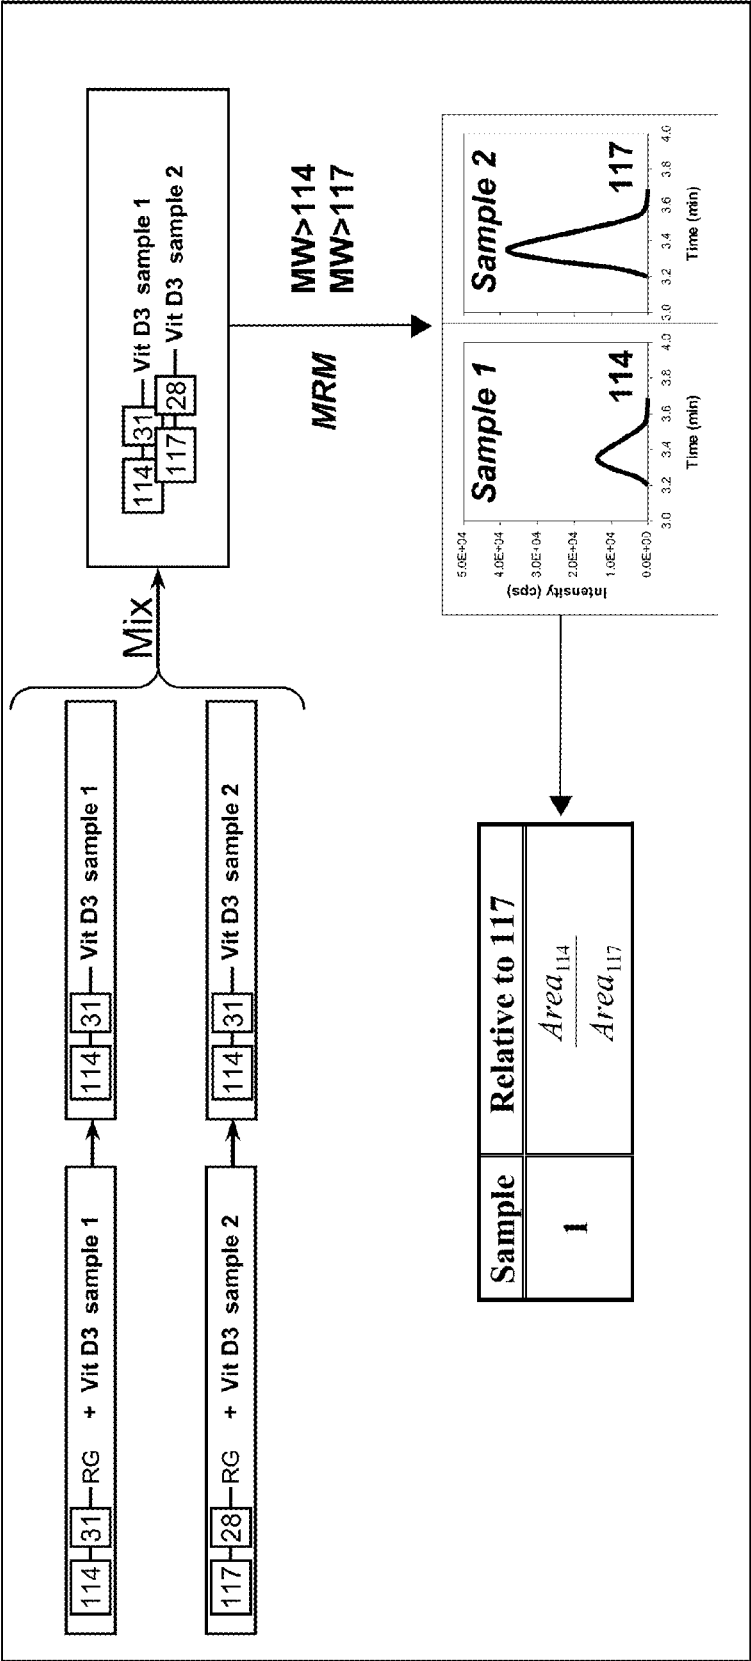 114 31 RG + Vit D3 sample 1
114 31 Vit D3 sample 1
117 28 RG + Vit D3 sample 2
114 31 Vit D3 sample 2
Mix
114 31 Vit D3 sample 1
117 28 Vit D3 sample 2
MRM
MW>114
MW>117
Sample 1
114
Intensity (cps)
5.0E+04
4.0E+04
3.0E+04
2.0E+04
1.0E+04
0.0E+00
3.0 3.2 3.4 3.6 3.8 4.0
Time (min)
Sample 2
117
3.0 3.2 3.4 3.6 3.8 4.0
Time (min)
Sample Relative to 117
1 Area114
Area117